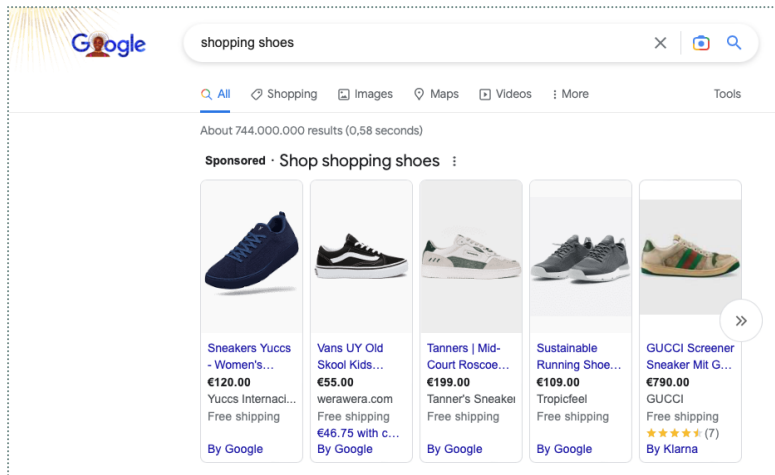 Google
shopping shoes
All Shopping Images Maps Videos More Tools
About 744.000.000 results (0,58 seconds)
Sponsored · Shop shopping shoes
Sneakers Yuccs
- Women's...
€120.00
Yuccs Internaci...
Free shipping
By Google
Vans UY Old
Skool Kids...
€55.00
werawera.com
Free shipping
€46.75 with c...
By Google
Tanners | Mid-
Court Roscoe...
€199.00
Tanner's Sneaker
Free shipping
By Google
Sustainable
Running Shoe...
€109.00
Tropicfeel
Free shipping
By Google
GUCCI Screener
Sneaker Mit G...
€790.00
GUCCI
Free shipping
(7)
By Klarna